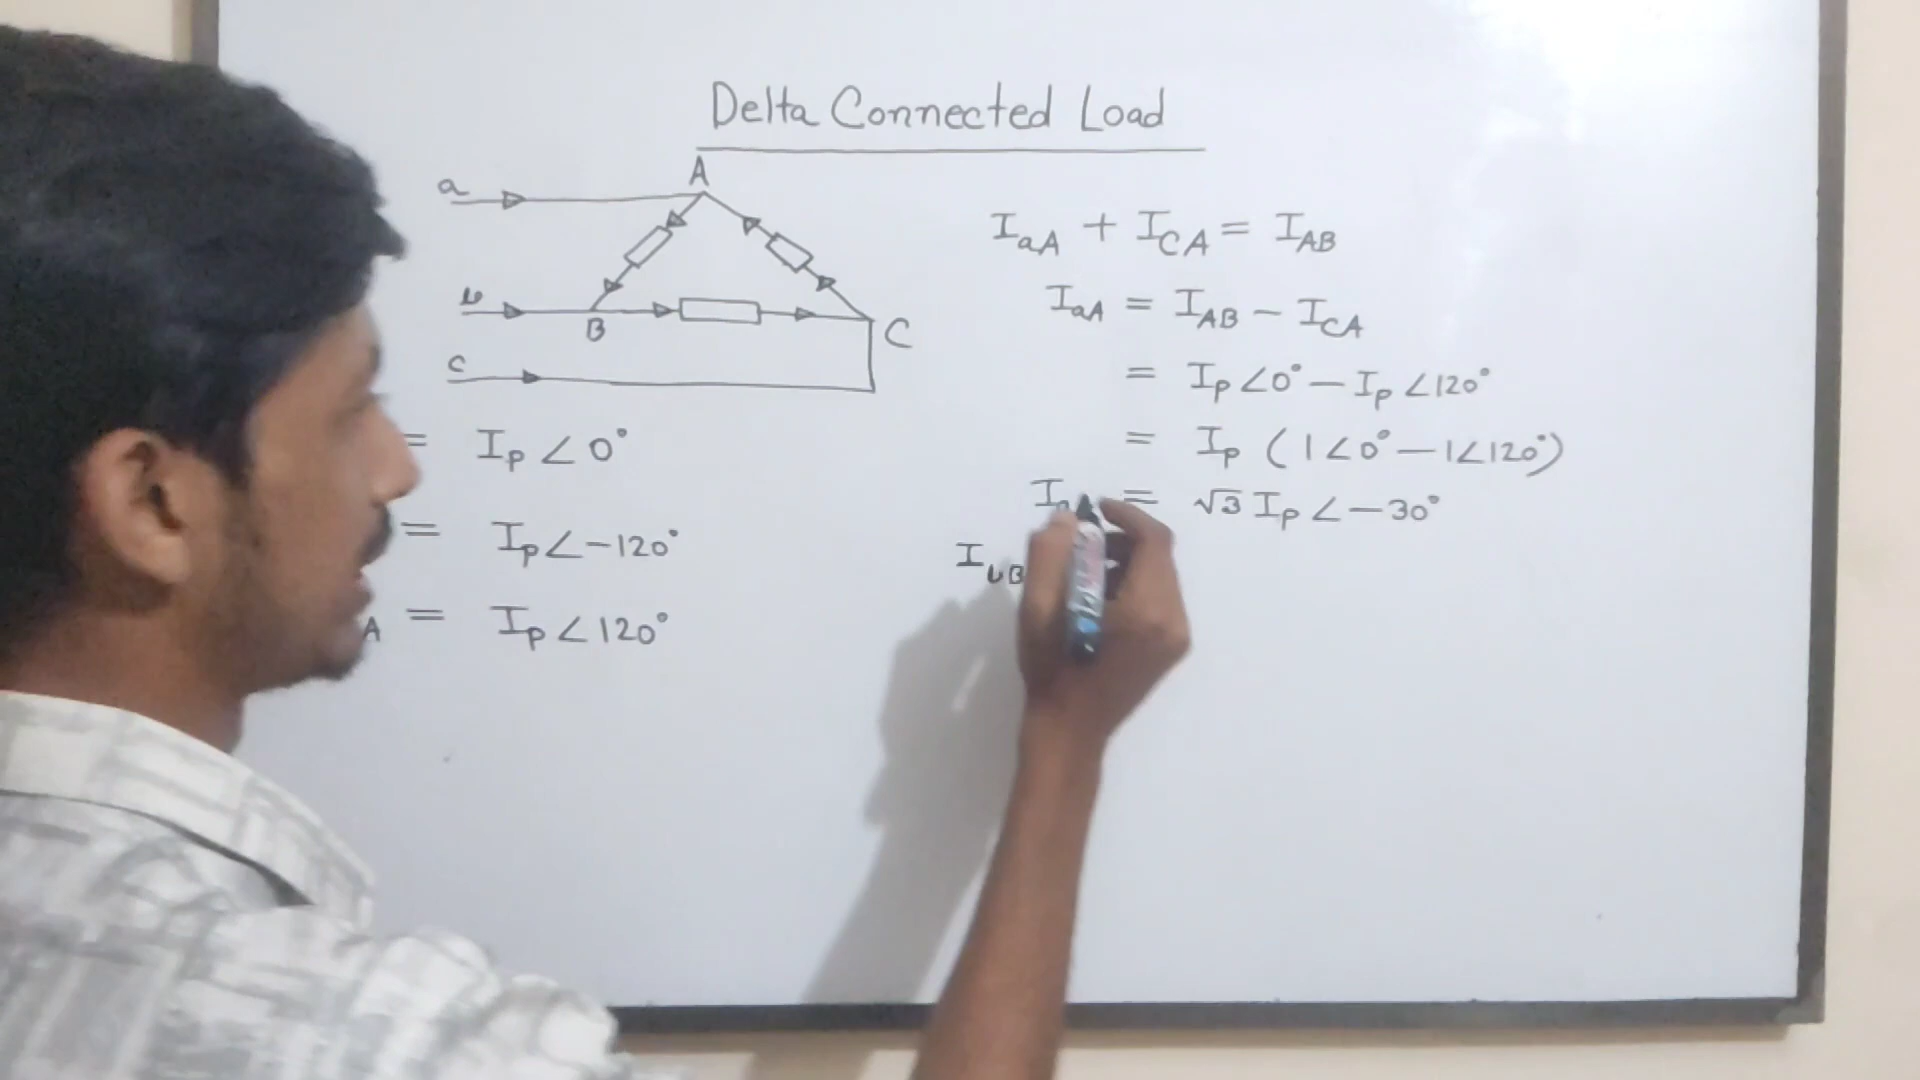 Delta Connected Load
a
A
b
B
C
c
= Ip ∠0°
= Ip∠-120°
A = Ip ∠120°
IaA + ICA = IAB
IaA = IAB - ICA
= Ip∠0° - Ip∠120°
= Ip (1∠0° - 1∠120°)
= √3 Ip ∠-30°
IbB